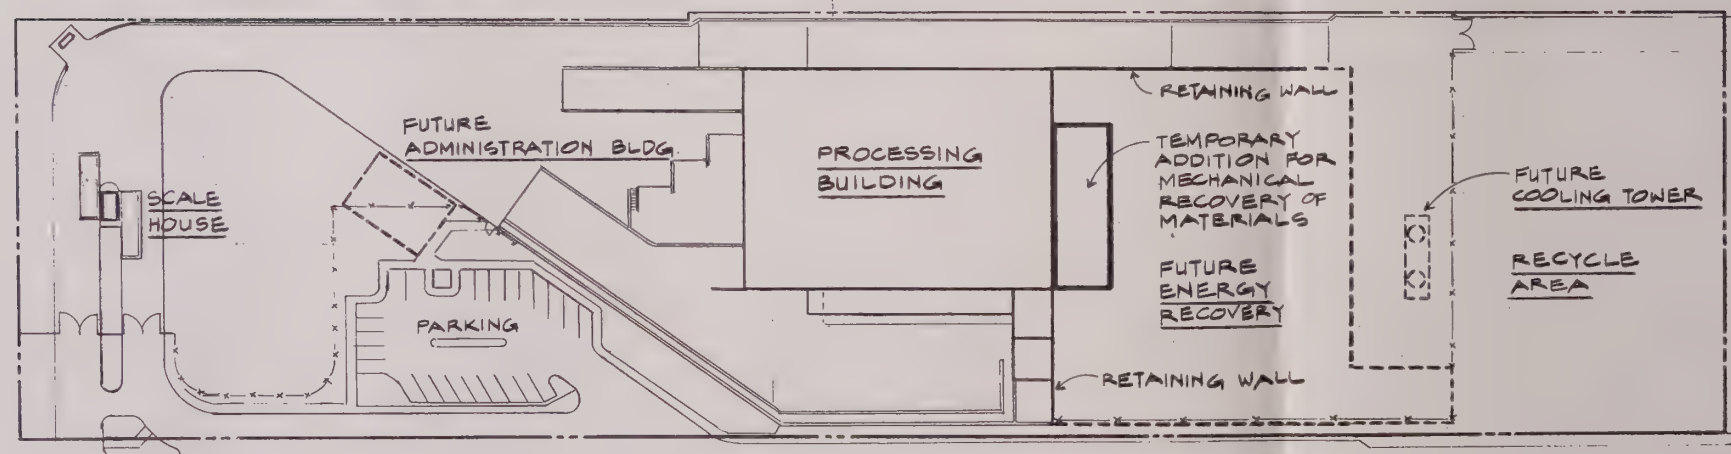 SCALE
HOUSE
FUTURE
ADMINISTRATION BLDG.
PARKING
PROCESSING
BUILDING
RETAINING WALL
TEMPORARY
ADDITION FOR
MECHANICAL
RECOVERY OF
MATERIALS
FUTURE
ENERGY
RECOVERY
RETAINING WALL
FUTURE
COOLING TOWER
RECYCLE
AREA